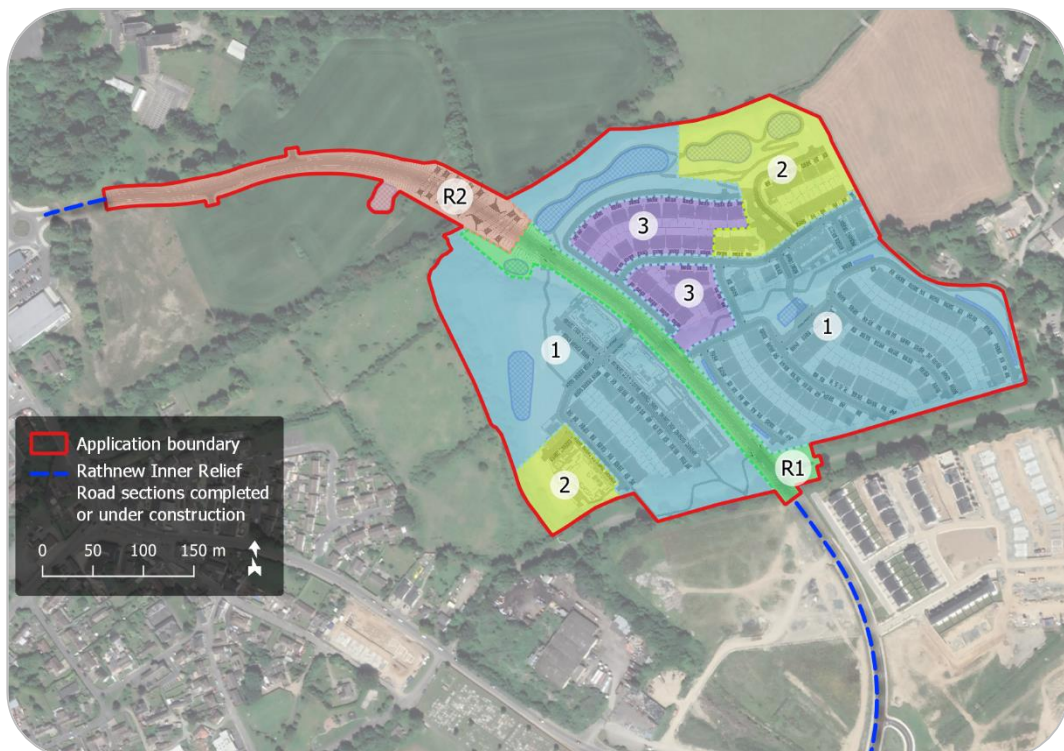 2
R2
3
3
1
1
R1
2
Application boundary
Rathnew Inner Relief
Road sections completed
or under construction
0 50 100 150 m